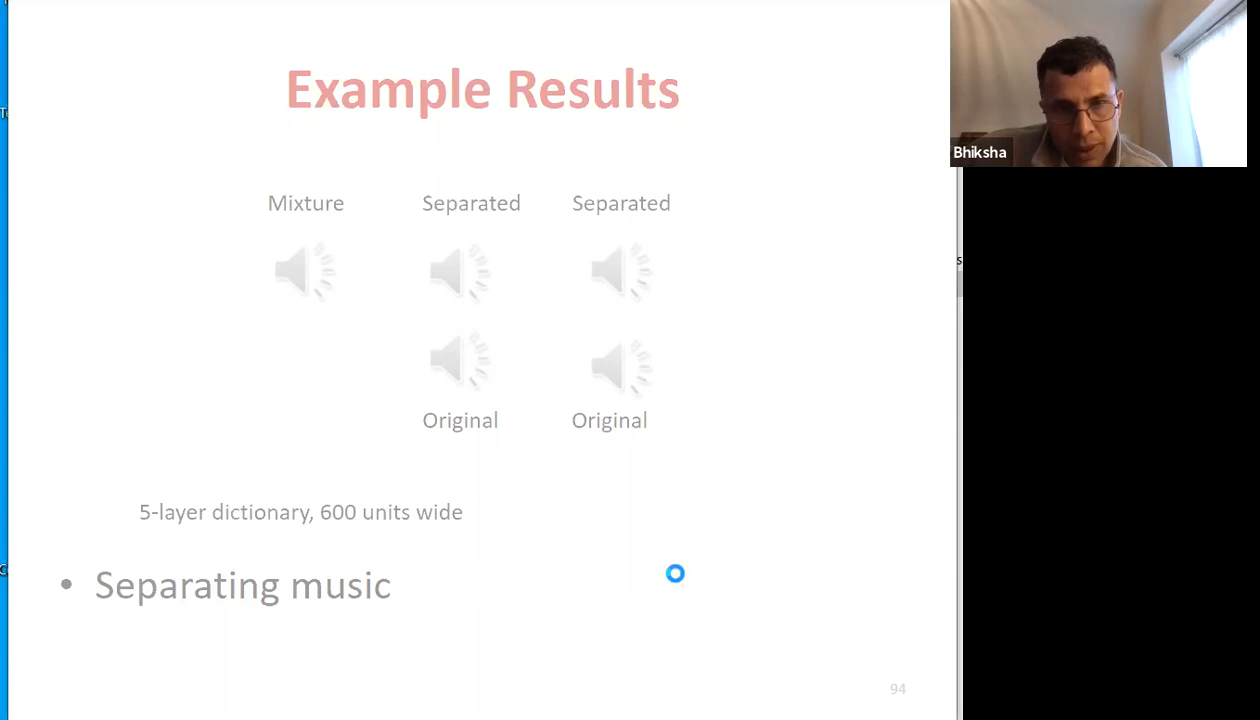 Example Results
Bhiksha
Mixture Separated Separated
Original Original
5-layer dictionary, 600 units wide
• Separating music
94